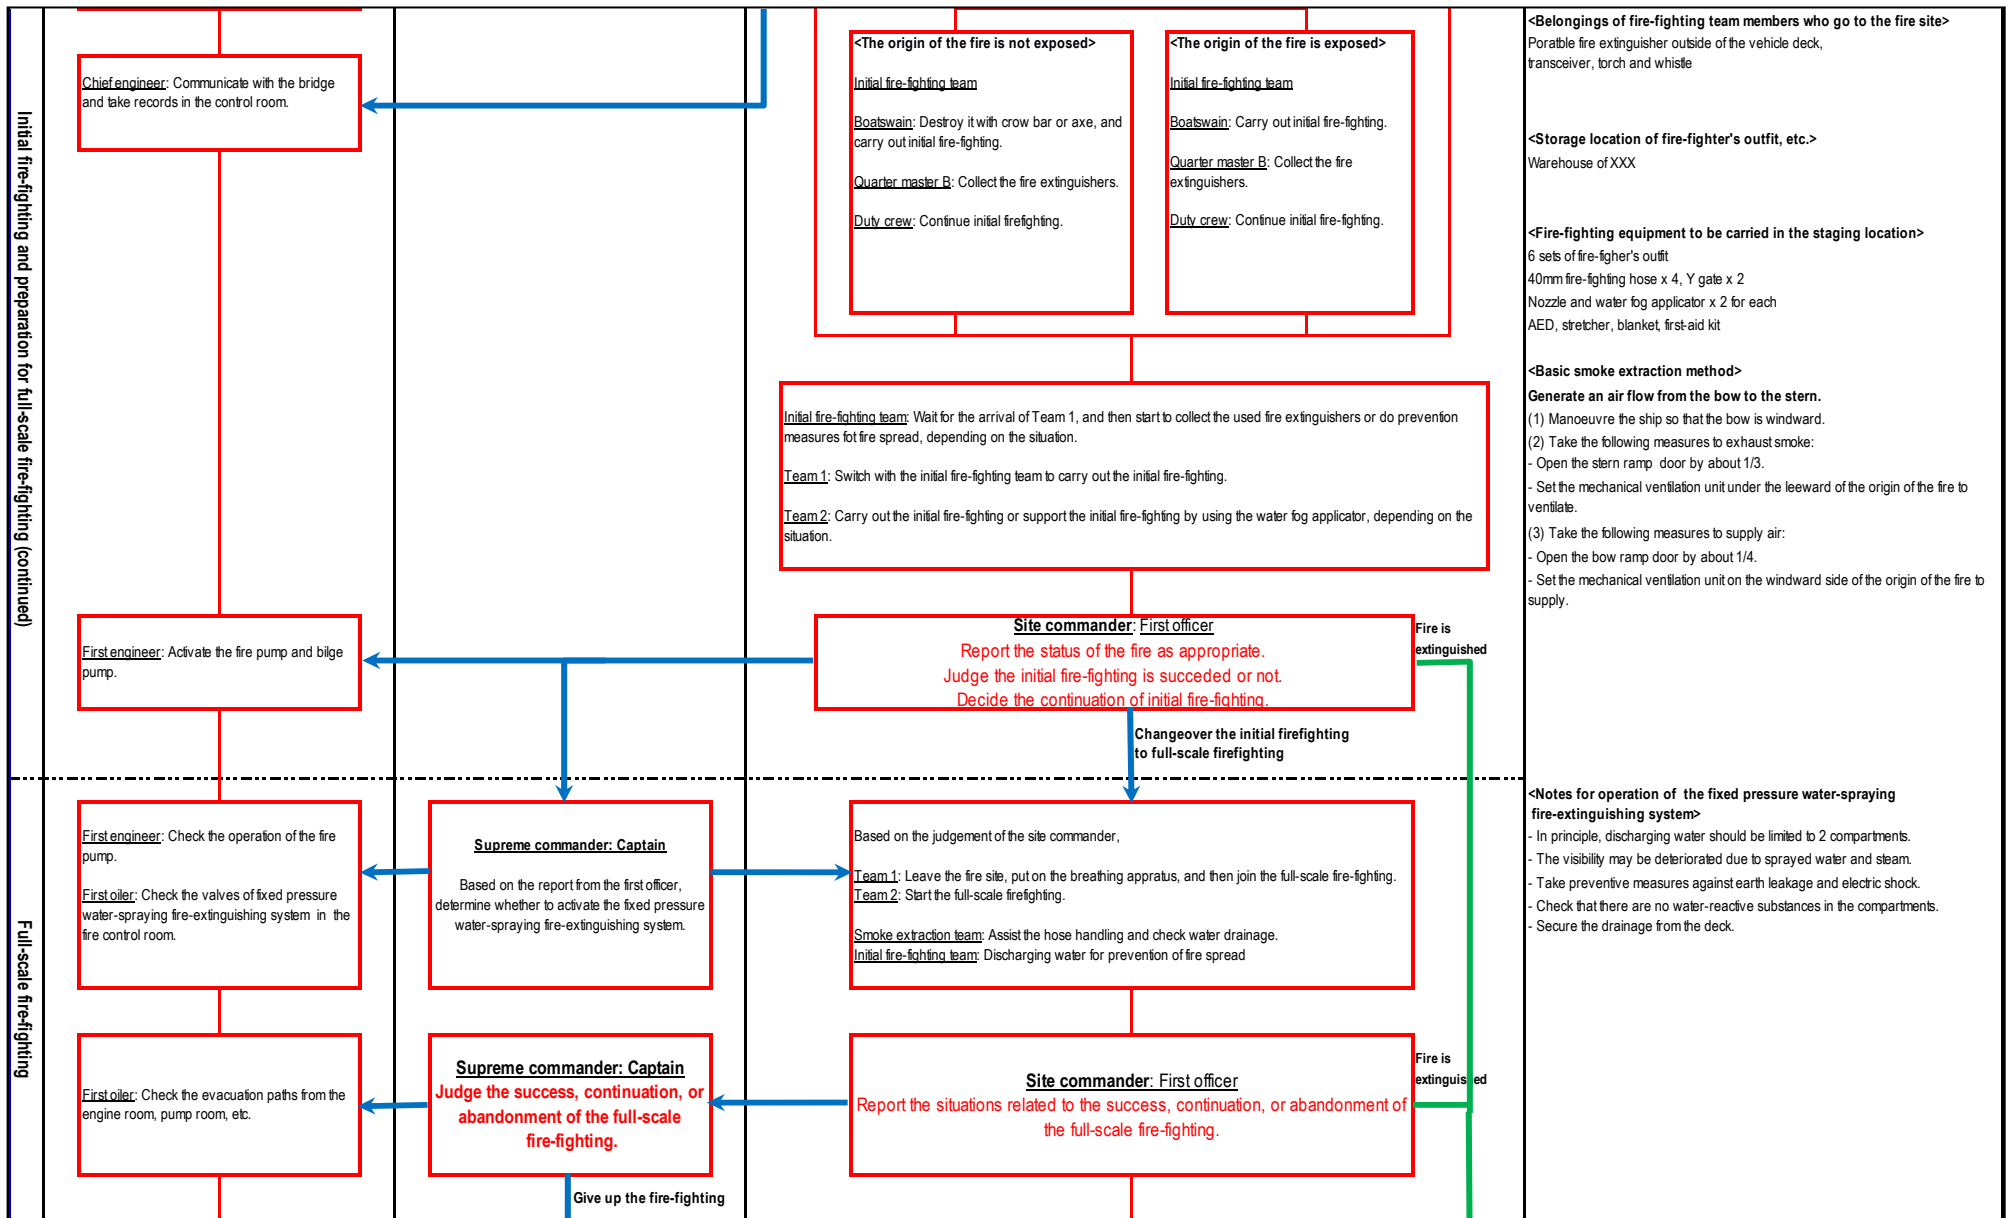 Initial fire-fighting and preparation for full-scale fire-fighting (continued)
Chief engineer: Communicate with the bridge
and take records in the control room.
<The origin of the fire is not exposed>
Initial fire-fighting team
Boatswain: Destroy it with crow bar or axe, and
carry out initial fire-fighting.
Quarter master B: Collect the fire extinguishers.
Duty crew: Continue initial firefighting.
<The origin of the fire is exposed>
Initial fire-fighting team
Boatswain: Carry out initial fire-fighting.
Quarter master B: Collect the fire
extinguishers.
Duty crew: Continue initial fire-fighting.
Initial fire-fighting team: Wait for the arrival of Team 1, and then start to collect the used fire extinguishers or do prevention
measures fot fire spread, depending on the situation.
Team 1: Switch with the initial fire-fighting team to carry out the initial fire-fighting.
Team 2: Carry out the initial fire-fighting or support the initial fire-fighting by using the water fog applicator, depending on the
situation.
First engineer: Activate the fire pump and bilge
pump.
Site commander: First officer
Report the status of the fire as appropriate.
Judge the initial fire-fighting is succeded or not.
Decide the continuation of initial fire-fighting.
Fire is
extinguished
Changeover the initial firefighting
to full-scale firefighting
<Belongings of fire-fighting team members who go to the fire site>
Poratble fire extinguisher outside of the vehicle deck,
transceiver, torch and whistle
<Storage location of fire-fighter's outfit, etc.>
Warehouse of XXX
<Fire-fighting equipment to be carried in the staging location>
6 sets of fire-figher's outfit
40mm fire-fighting hose x 4, Y gate x 2
Nozzle and water fog applicator x 2 for each
AED, stretcher, blanket, first-aid kit
<Basic smoke extraction method>
Generate an air flow from the bow to the stern.
(1) Manoeuvre the ship so that the bow is windward.
(2) Take the following measures to exhaust smoke:
- Open the stern ramp door by about 1/3.
- Set the mechanical ventilation unit under the leeward of the origin of the fire to
ventilate.
(3) Take the following measures to supply air:
- Open the bow ramp door by about 1/4.
- Set the mechanical ventilation unit on the windward side of the origin of the fire to
supply.
Full-scale fire-fighting
First engineer: Check the operation of the fire
pump.
First oiler: Check the valves of fixed pressure
water-spraying fire-extinguishing system in the
fire control room.
Supreme commander: Captain
Based on the report from the first officer,
determine whether to activate the fixed pressure
water-spraying fire-extinguishing system.
Based on the judgement of the site commander,
Team 1: Leave the fire site, put on the breathing appratus, and then join the full-scale fire-fighting.
Team 2: Start the full-scale firefighting.
Smoke extraction team: Assist the hose handling and check water drainage.
Initial fire-fighting team: Discharging water for prevention of fire spread
<Notes for operation of the fixed pressure water-spraying
fire-extinguishing system>
- In principle, discharging water should be limited to 2 compartments.
- The visibility may be deteriorated due to sprayed water and steam.
- Take preventive measures against earth leakage and electric shock.
- Check that there are no water-reactive substances in the compartments.
- Secure the drainage from the deck.
First oiler: Check the evacuation paths from the
engine room, pump room, etc.
Supreme commander: Captain
Judge the success, continuation, or
abandonment of the full-scale
fire-fighting.
Site commander: First officer
Report the situations related to the success, continuation, or abandonment of
the full-scale fire-fighting.
Fire is
extinguished
Give up the fire-fighting